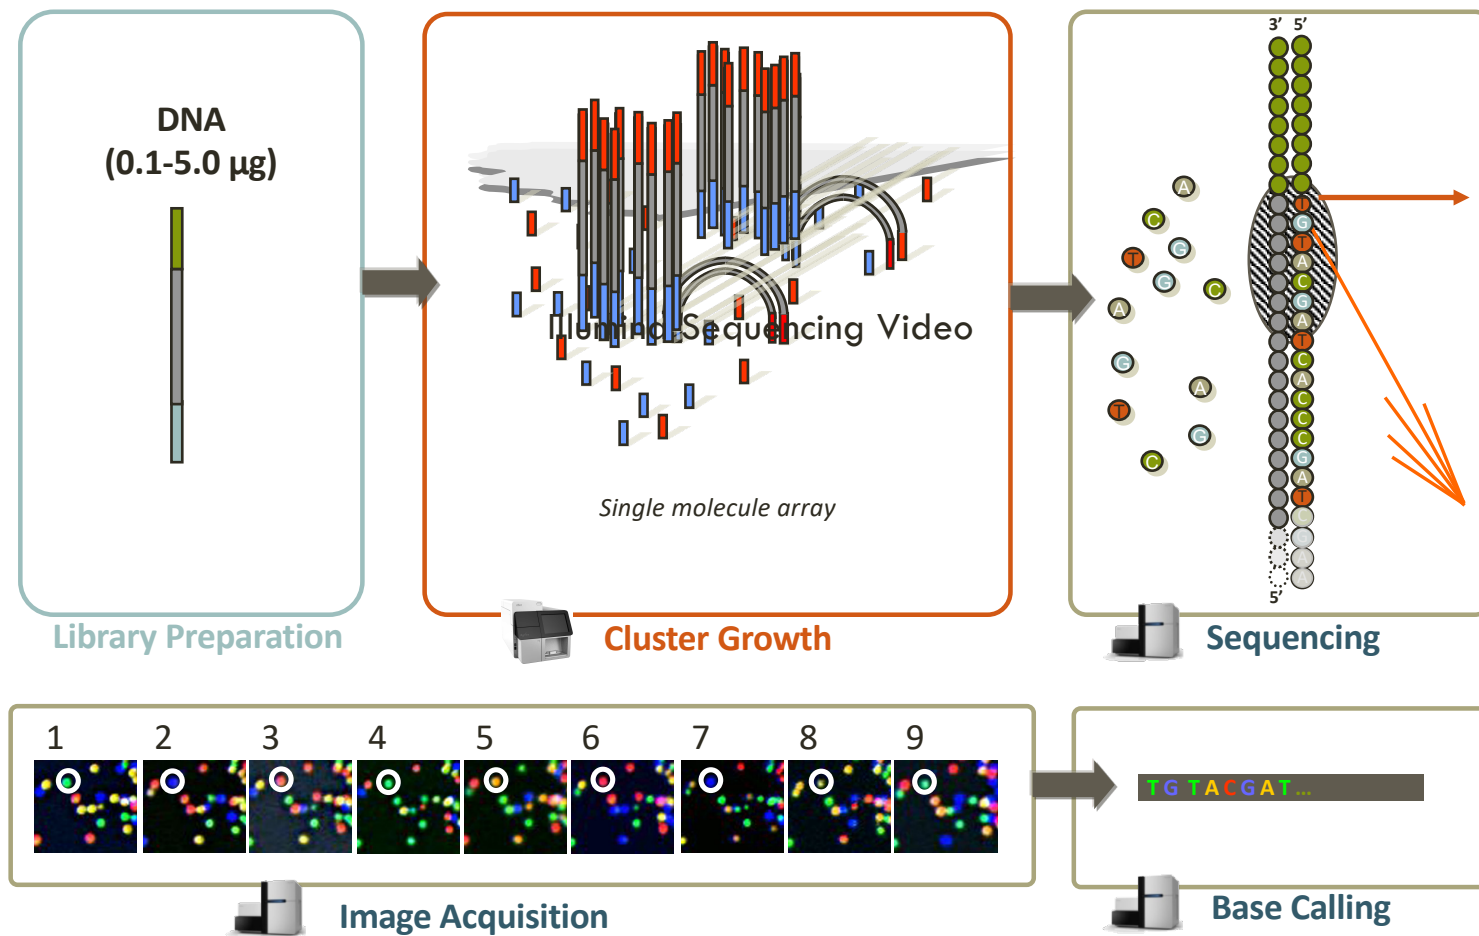 DNA
(0.1-5.0 µg)
Library Preparation
Illumina Sequencing Video
Single molecule array
Cluster Growth
3’ 5’
A
C
G
T
G
C
A
G
A
T
G
C
T
G
T
A
C
G
A
T
C
A
C
C
C
G
A
T
C
G
A
A
5’
Sequencing
1 2 3 4 5 6 7 8 9
Image Acquisition
TG TACGAT...
Base Calling